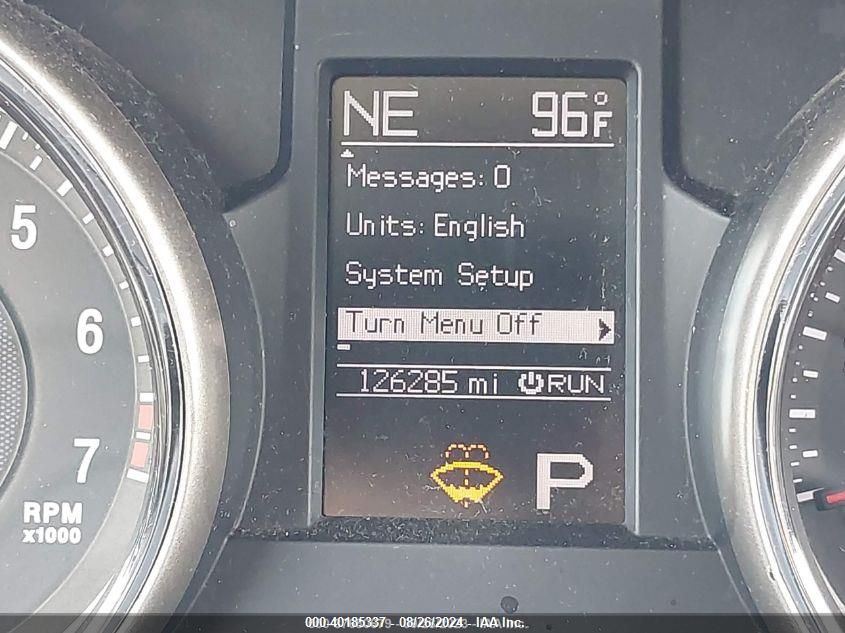 NE 96°F
Messages: 0
Units: English
System Setup
Turn Menu Off
126285 mi RUN
P
5
6
7
RPM
x1000
000-40185337 - 08/26/2024 - IAA Inc.